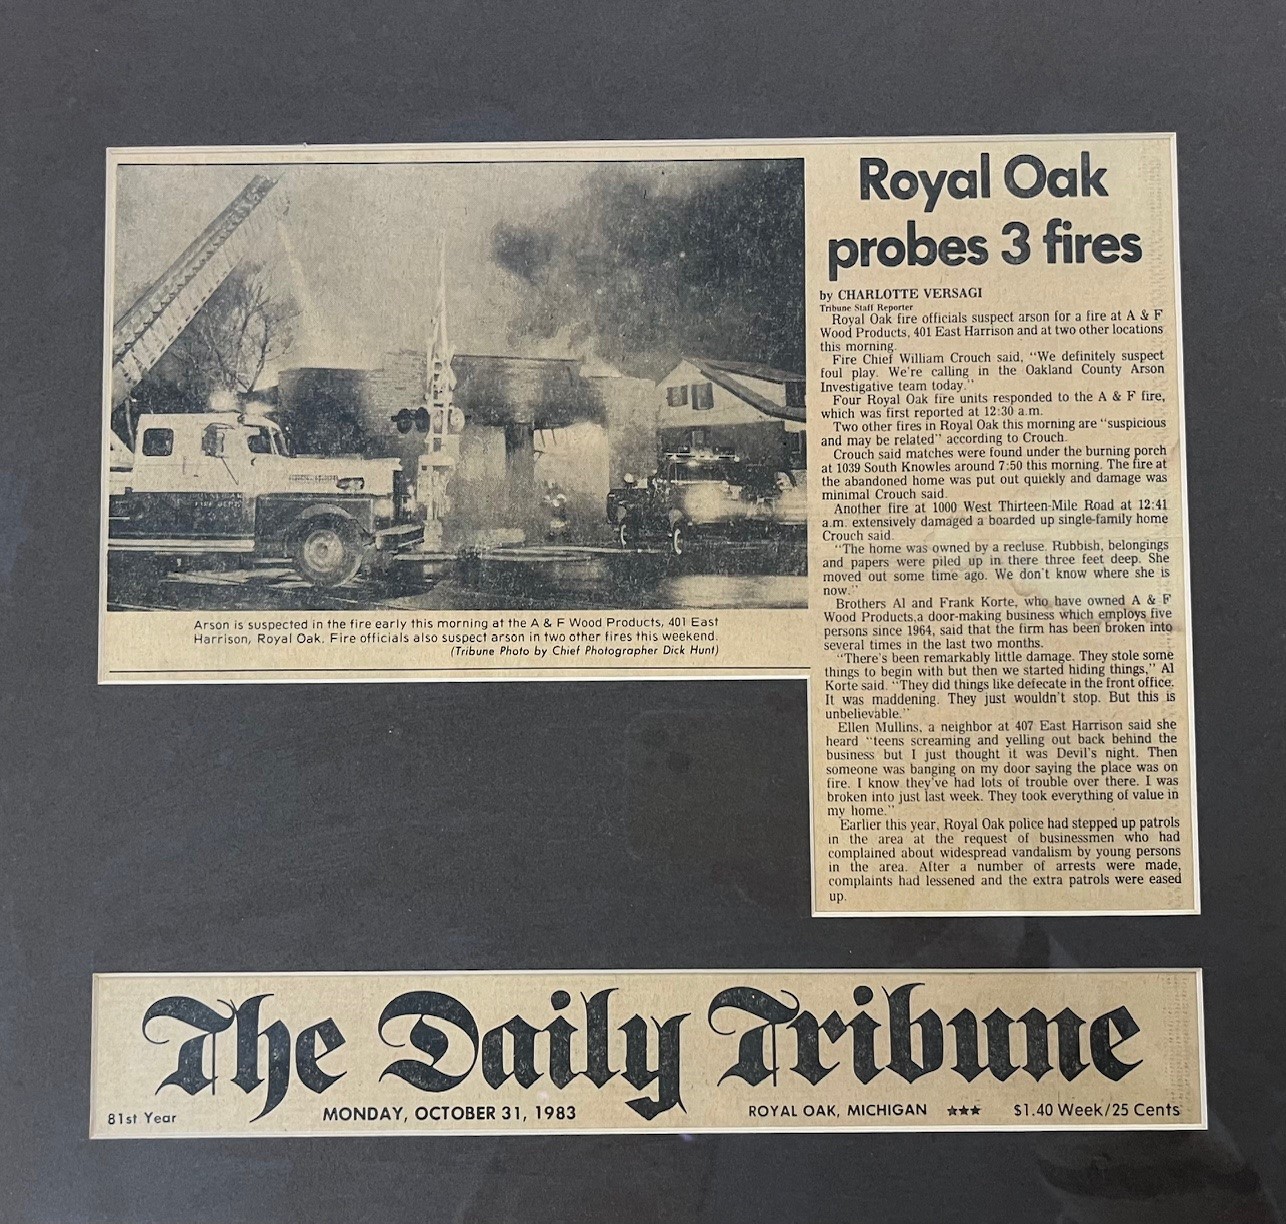 Royal Oak
probes 3 fires
by CHARLOTTE VERSAGI
Tribune Staff Reporter
Royal Oak fire officials suspect arson for a fire at A & F
Wood Products, 401 East Harrison and at two other locations
this morning.
Fire Chief William Crouch said, "We definitely suspect
foul play. We're calling in the Oakland County Arson
Investigative team today."
Four Royal Oak fire units responded to the A & F fire,
which was first reported at 12:30 a.m.
Two other fires in Royal Oak this morning are "suspicious
and may be related" according to Crouch.
Crouch said matches were found under the burning porch
at 1039 South Knowles around 7:50 this morning. The fire at
the abandoned home was put out quickly and damage was
minimal Crouch said.
Another fire at 1000 West Thirteen-Mile Road at 12:41
a.m. extensively damaged a boarded up single-family home
Crouch said.
"The home was owned by a recluse. Rubbish, belongings
and papers were piled up in there three feet deep. She
moved out some time ago. We don't know where she is
now."
Brothers Al and Frank Korte, who have owned A & F
Wood Products,a door-making business which employs five
persons since 1964, said that the firm has been broken into
several times in the last two months.
"There's been remarkably little damage. They stole some
things to begin with but then we started hiding things," Al
Korte said. "They did things like defecate in the front office.
It was maddening. They just wouldn't stop. But this is
unbelievable."
Ellen Mullins, a neighbor at 407 East Harrison said she
heard "teens screaming and yelling out back behind the
business but I just thought it was Devil's night. Then
someone was banging on my door saying the place was on
fire. I know they've had lots of trouble over there. I was
broken into just last week. They took everything of value in
my home."
Earlier this year, Royal Oak police had stepped up patrols
in the area at the request of businessmen who had
complained about widespread vandalism by young persons
in the area. After a number of arrests were made,
complaints had lessened and the extra patrols were eased
up.
Arson is suspected in the fire early this morning at the A & F Wood Products, 401 East
Harrison, Royal Oak. Fire officials also suspect arson in two other fires this weekend.
(Tribune Photo by Chief Photographer Dick Hunt)
The Daily Tribune
81st Year MONDAY, OCTOBER 31, 1983 ROYAL OAK, MICHIGAN ★★★ $1.40 Week/25 Cents